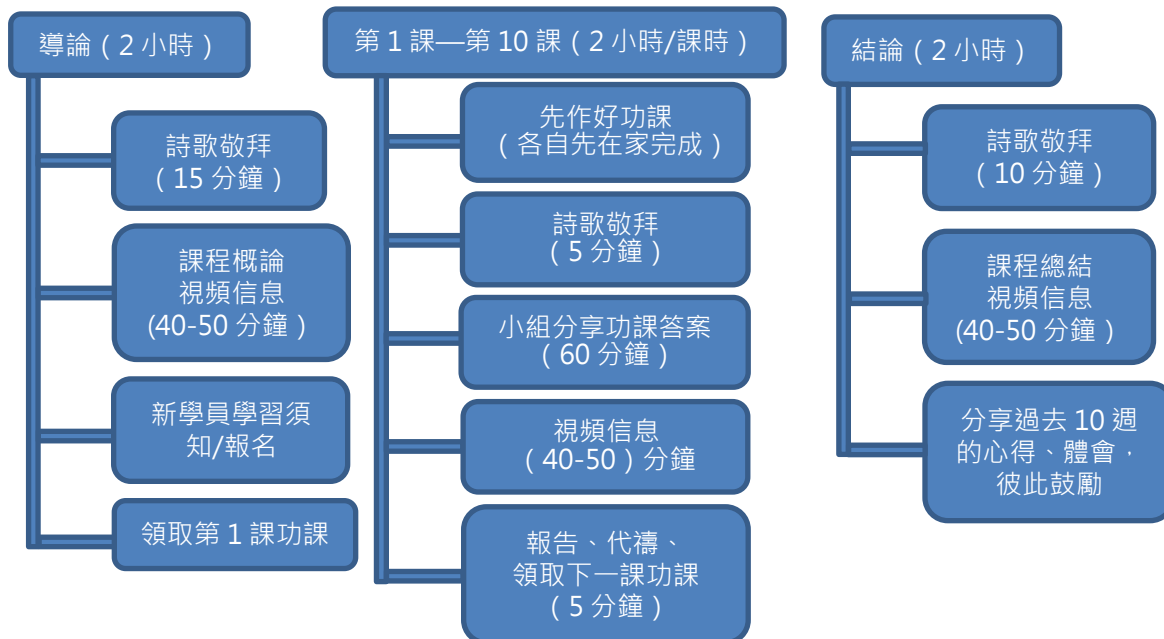 導論（2 小時）
詩歌敬拜
（15 分鐘）
課程概論
視頻信息
(40-50 分鐘）
新學員學習須
知/報名
領取第 1 課功課
第 1 課—第 10 課（2 小時/課時）
先作好功課
（各自先在家完成）
詩歌敬拜
（5 分鐘）
小組分享功課答案
（60 分鐘）
視頻信息
（40-50）分鐘
報告、代禱、
領取下一課功課
（5 分鐘）
結論（2 小時）
詩歌敬拜
（10 分鐘）
課程總結
視頻信息
(40-50 分鐘）
分享過去 10 週
的心得、體會，
彼此鼓勵